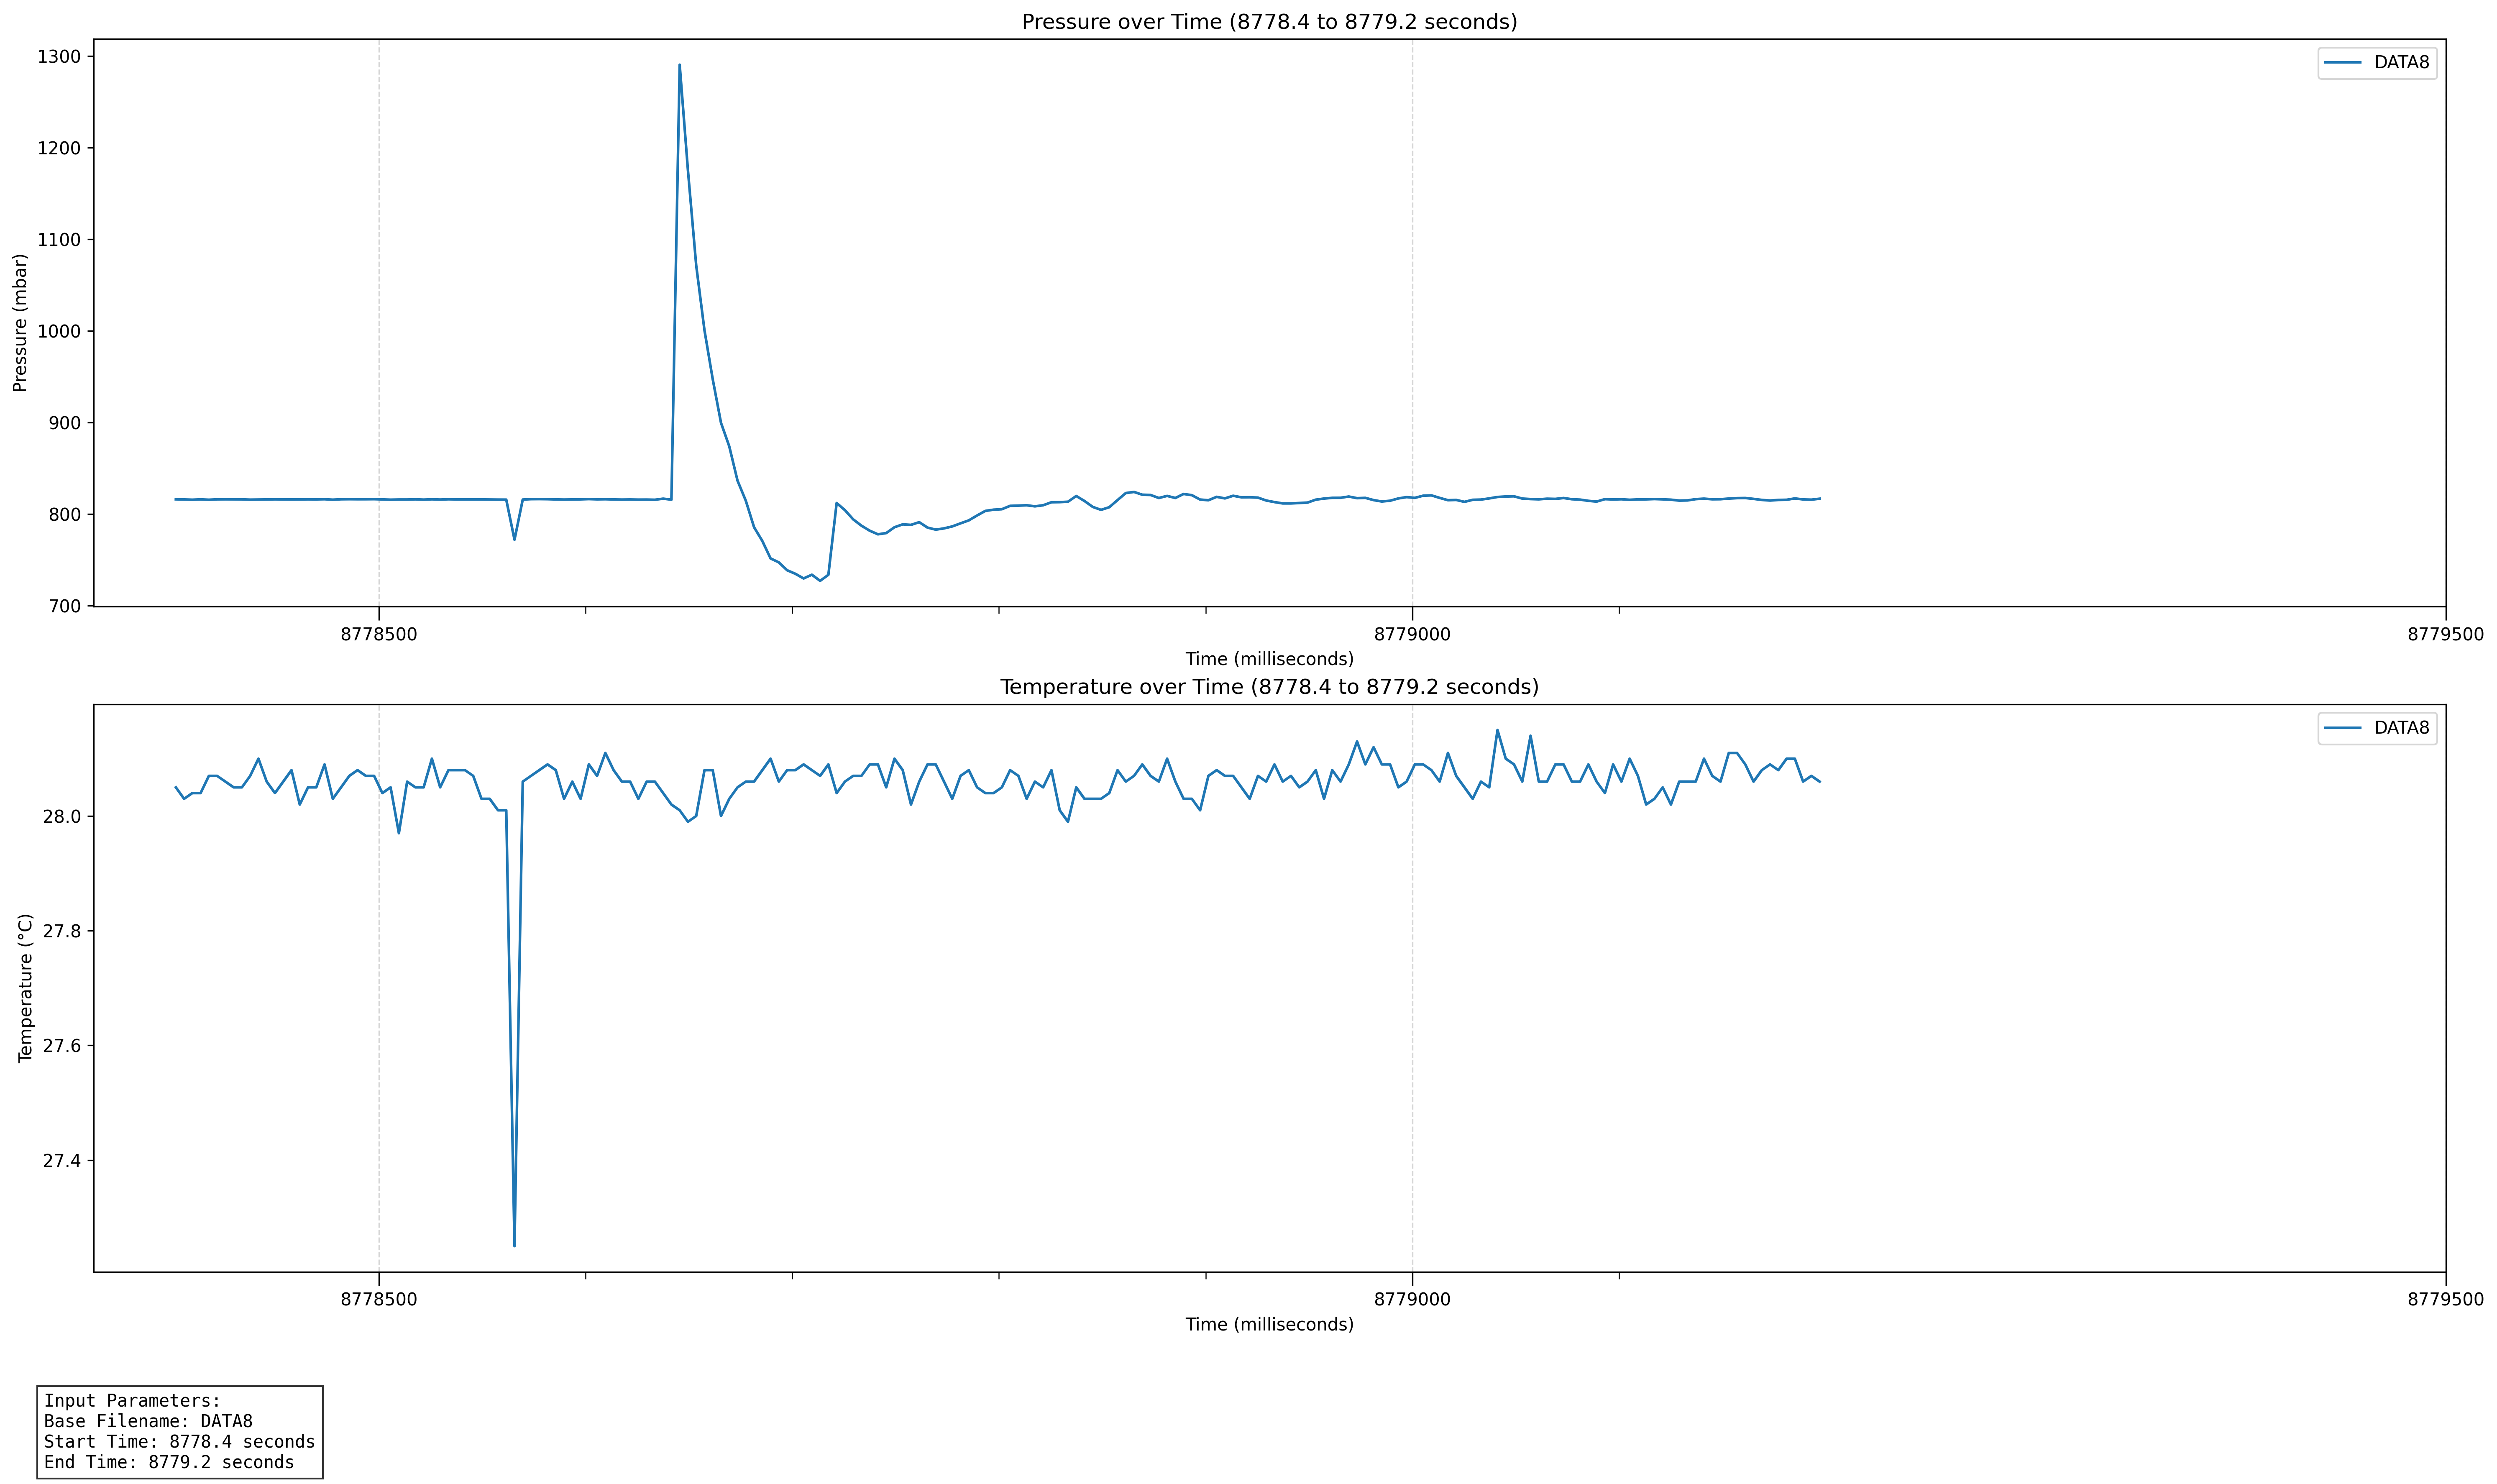 Pressure over Time (8778.4 to 8779.2 seconds)
DATA8
1300
1200
1100
1000
900
800
700
Pressure (mbar)
8778500
8779000
8779500
Time (milliseconds)
Temperature over Time (8778.4 to 8779.2 seconds)
DATA8
28.0
27.8
27.6
27.4
Temperature (°C)
8778500
8779000
8779500
Time (milliseconds)
Input Parameters:
Base Filename: DATA8
Start Time: 8778.4 seconds
End Time: 8779.2 seconds